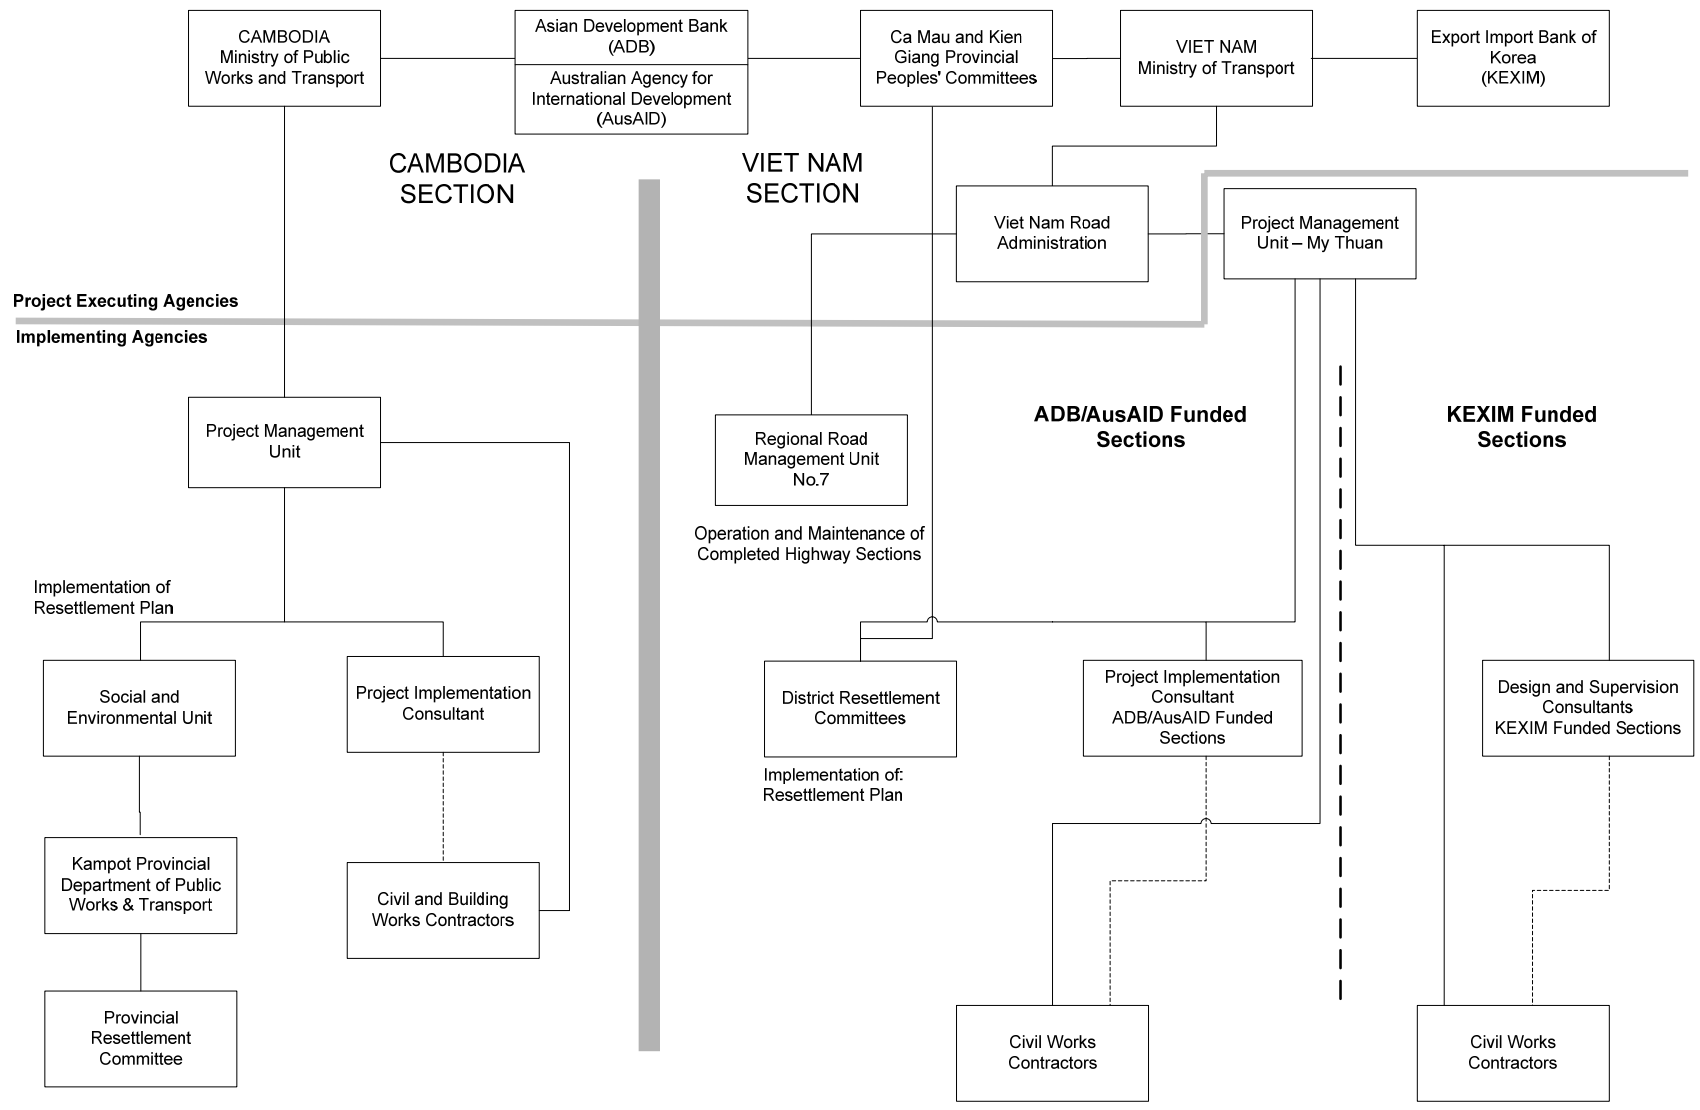 CAMBODIA
Ministry of Public
Works and Transport
Asian Development Bank
(ADB)
Australian Agency for
International Development
(AusAID)
Ca Mau and Kien
Giang Provincial
Peoples' Committees
VIET NAM
Ministry of Transport
Export Import Bank of
Korea
(KEXIM)
CAMBODIA
SECTION
VIET NAM
SECTION
Viet Nam Road
Administration
Project Management
Unit – My Thuan
Project Executing Agencies
Implementing Agencies
Project Management
Unit
Regional Road
Management Unit
No.7
Operation and Maintenance of
Completed Highway Sections
ADB/AusAID Funded
Sections
KEXIM Funded
Sections
Implementation of
Resettlement Plan
Social and
Environmental Unit
Project Implementation
Consultant
District Resettlement
Committees
Implementation of:
Resettlement Plan
Project Implementation
Consultant
ADB/AusAID Funded
Sections
Design and Supervision
Consultants
KEXIM Funded Sections
Kampot Provincial
Department of Public
Works & Transport
Civil and Building
Works Contractors
Provincial
Resettlement
Committee
Civil Works
Contractors
Civil Works
Contractors